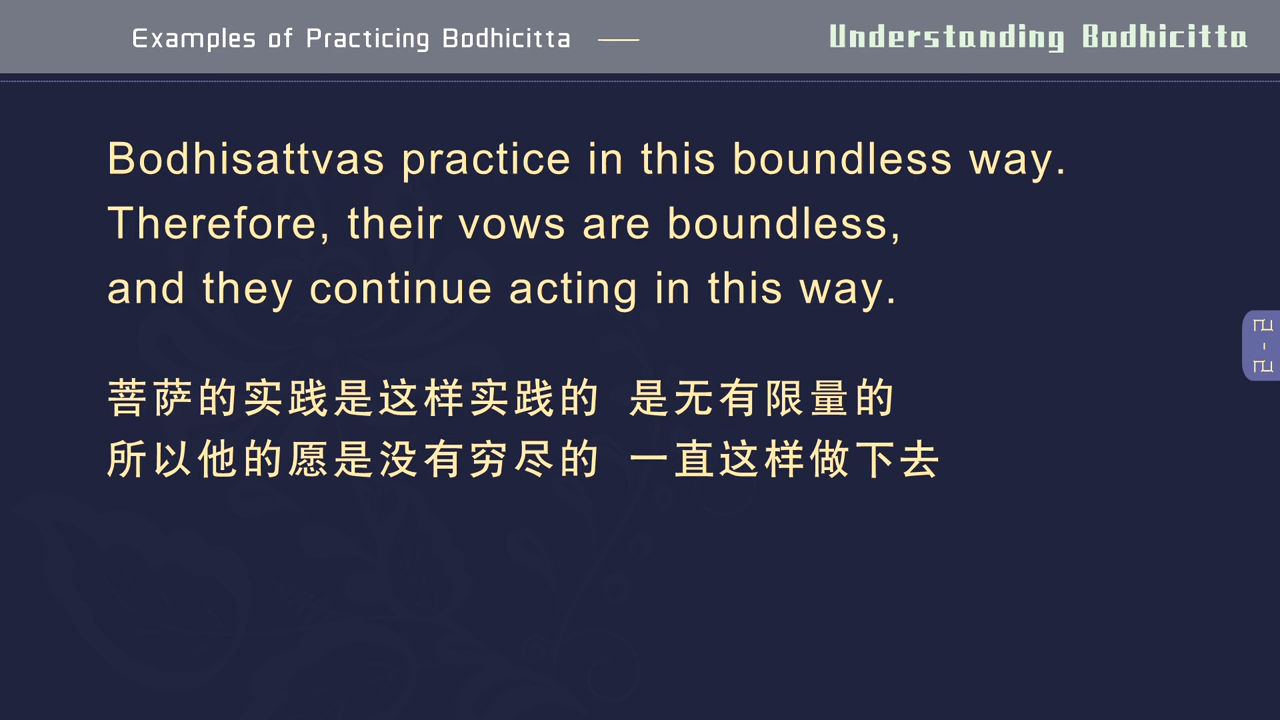 Examples of Practicing Bodhicitta
Understanding Bodhicitta
Bodhisattvas practice in this boundless way.
Therefore, their vows are boundless,
and they continue acting in this way.
菩萨的实践是这样实践的 是无有限量的
所以他的愿是没有穷尽的 一直这样做下去